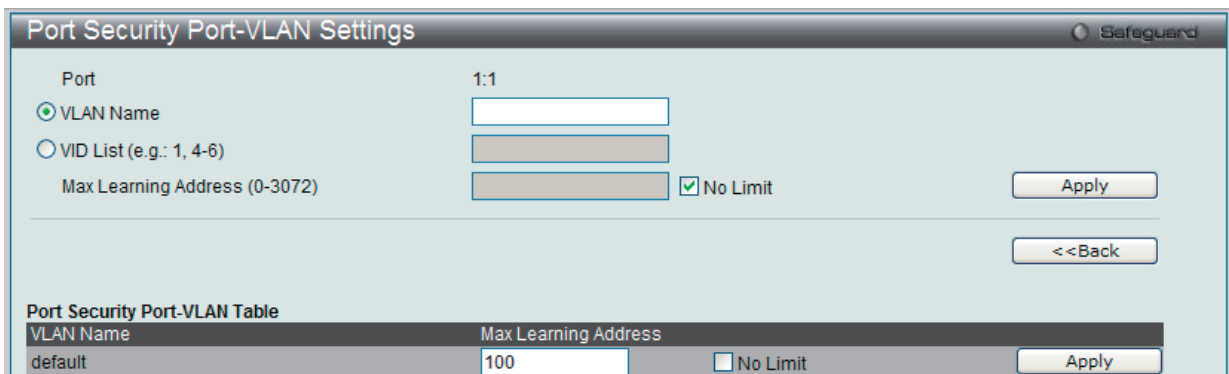 Port Security Port-VLAN Settings Safeguard
Port 1:1
VLAN Name
VID List (e.g.: 1, 4-6)
Max Learning Address (0-3072) No Limit Apply
<<Back
Port Security Port-VLAN Table
VLAN Name Max Learning Address
default 100 No Limit Apply